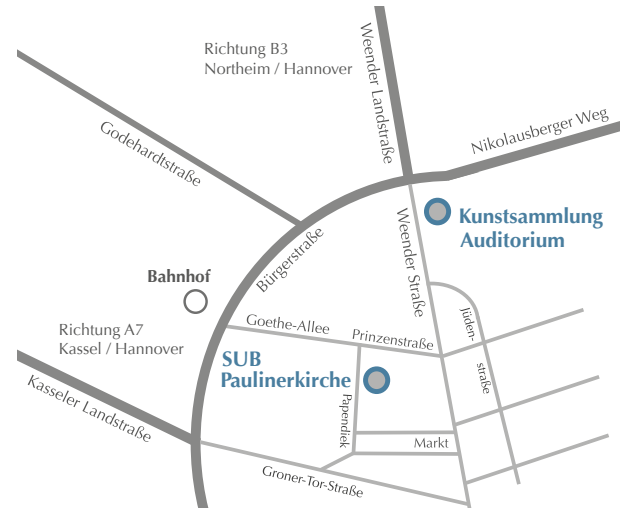 Richtung B3
Northeim / Hannover
Weender Landstraße
Nikolausberger Weg
Godehardtstraße
Kunstsammlung
Auditorium
Weender Straße
Bürgerstraße
Bahnhof
Jüden-
straße
Goethe-Allee
Prinzenstraße
Richtung A7
Kassel / Hannover
SUB
Paulinerkirche
Kasseler Landstraße
Papendiek
Markt
Groner-Tor-Straße